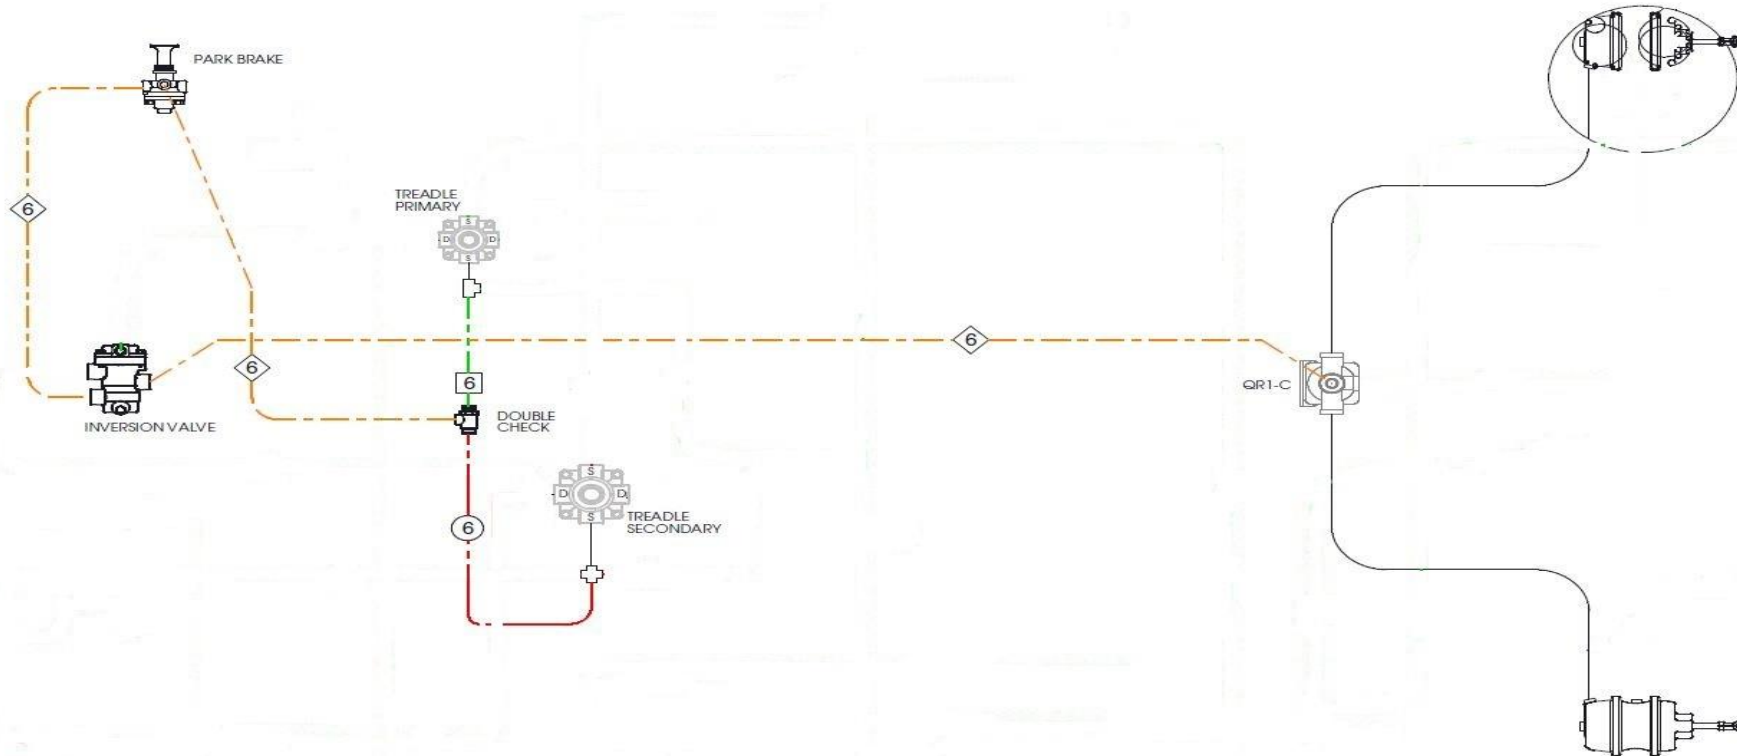 PARK BRAKE
6
TREADLE
PRIMARY
S
D D
S
6
6
6
QR1-C
INVERSION VALVE
DOUBLE
CHECK
S
D D
S
TREADLE
SECONDARY
6